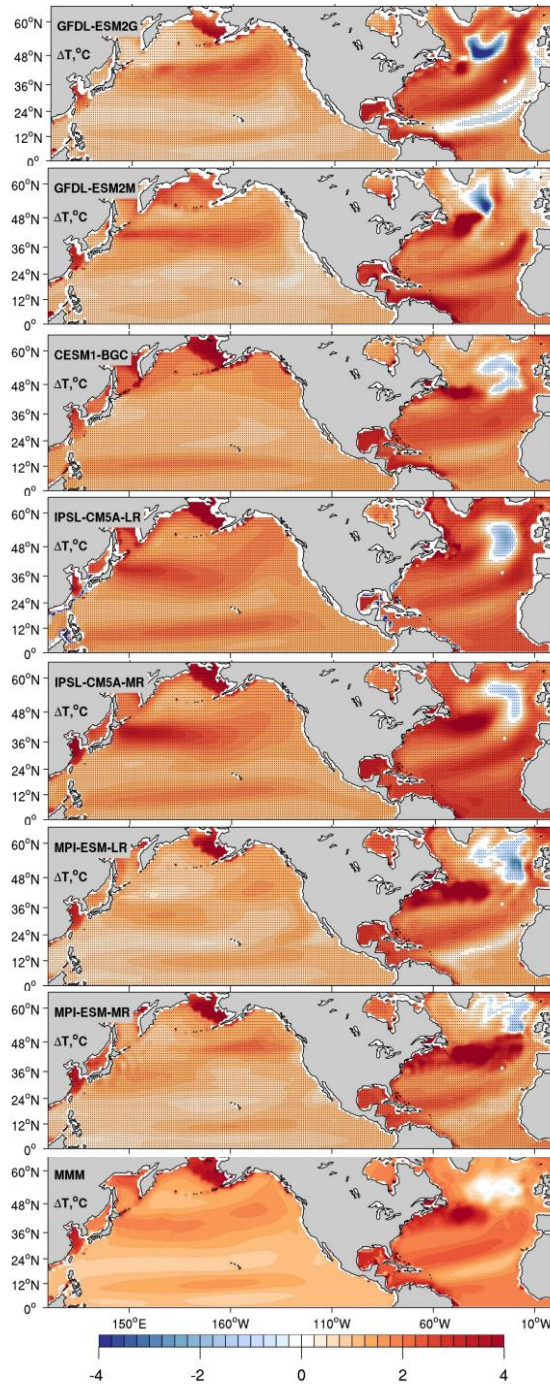 GFDL-ESM2G
ΔT,°C
60°N
48°N
36°N
24°N
12°N
0°
GFDL-ESM2M
ΔT,°C
60°N
48°N
36°N
24°N
12°N
0°
CESM1-BGC
ΔT,°C
60°N
48°N
36°N
24°N
12°N
0°
IPSL-CM5A-LR
ΔT,°C
60°N
48°N
36°N
24°N
12°N
0°
IPSL-CM5A-MR
ΔT,°C
60°N
48°N
36°N
24°N
12°N
0°
MPI-ESM-LR
ΔT,°C
60°N
48°N
36°N
24°N
12°N
0°
MPI-ESM-MR
ΔT,°C
60°N
48°N
36°N
24°N
12°N
0°
MMM
ΔT,°C
60°N
48°N
36°N
24°N
12°N
0°
150°E 160°W 110°W 60°W 10°W
-4 -2 0 2 4